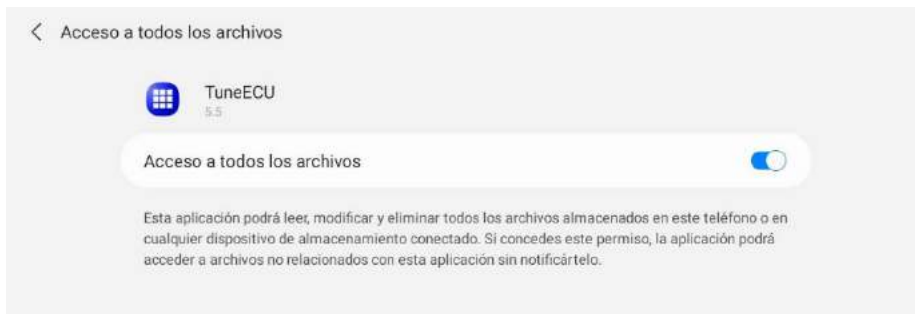 Acceso a todos los archivos
TuneECU
5.5
Acceso a todos los archivos
Esta aplicación podrá leer, modificar y eliminar todos los archivos almacenados en este teléfono o en
cualquier dispositivo de almacenamiento conectado. Si concedes este permiso, la aplicación podrá
acceder a archivos no relacionados con esta aplicación sin notificártelo.